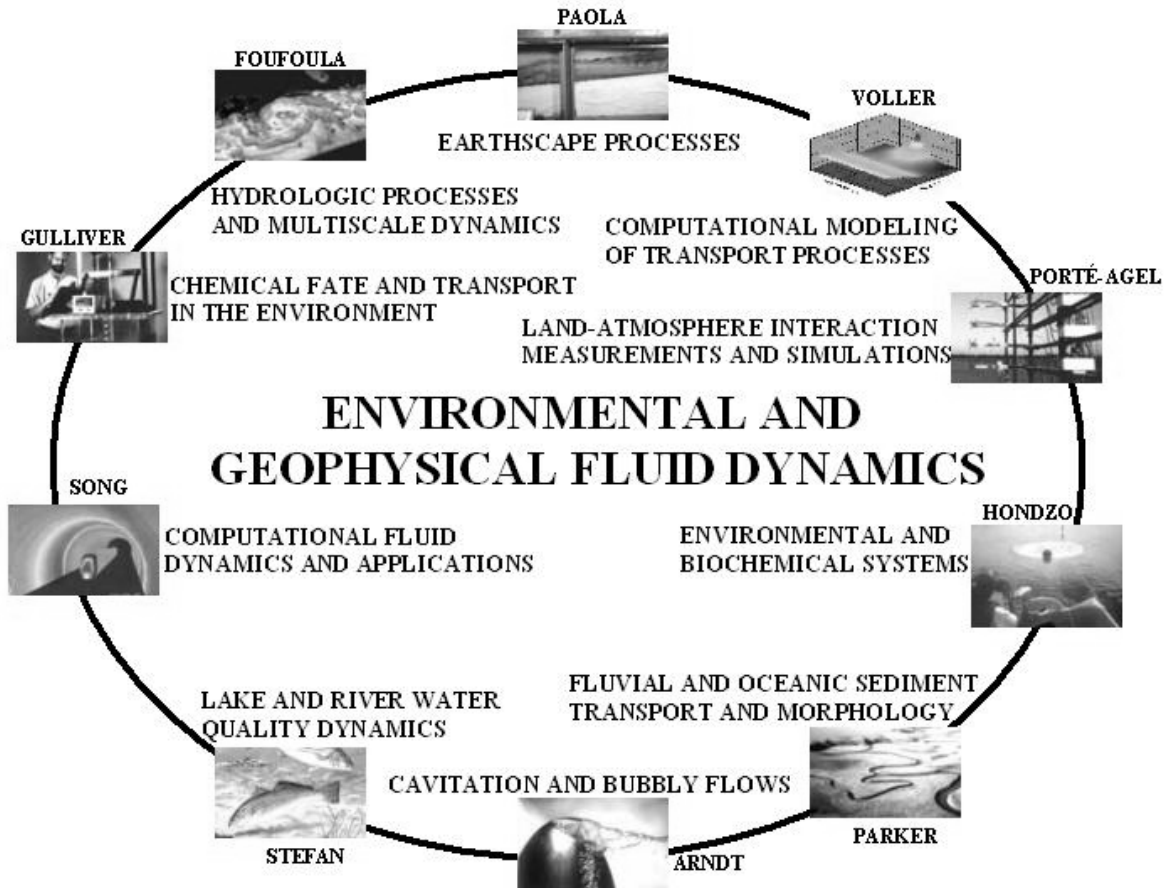 PAOLA
FOUFOULA
VOLLER
EARTHSCAPE PROCESSES
HYDROLOGIC PROCESSES
AND MULTISCALE DYNAMICS
COMPUTATIONAL MODELING
OF TRANSPORT PROCESSES
GULLIVER
PORTÉ-AGEL
CHEMICAL FATE AND TRANSPORT
IN THE ENVIRONMENT
LAND-ATMOSPHERE INTERACTION
MEASUREMENTS AND SIMULATIONS
ENVIRONMENTAL AND
GEOPHYSICAL FLUID DYNAMICS
SONG
HONDZO
COMPUTATIONAL FLUID
DYNAMICS AND APPLICATIONS
ENVIRONMENTAL AND
BIOCHEMICAL SYSTEMS
LAKE AND RIVER WATER
QUALITY DYNAMICS
FLUVIAL AND OCEANIC SEDIMENT
TRANSPORT AND MORPHOLOGY
CAVITATION AND BUBBLY FLOWS
STEFAN
ARNDT
PARKER